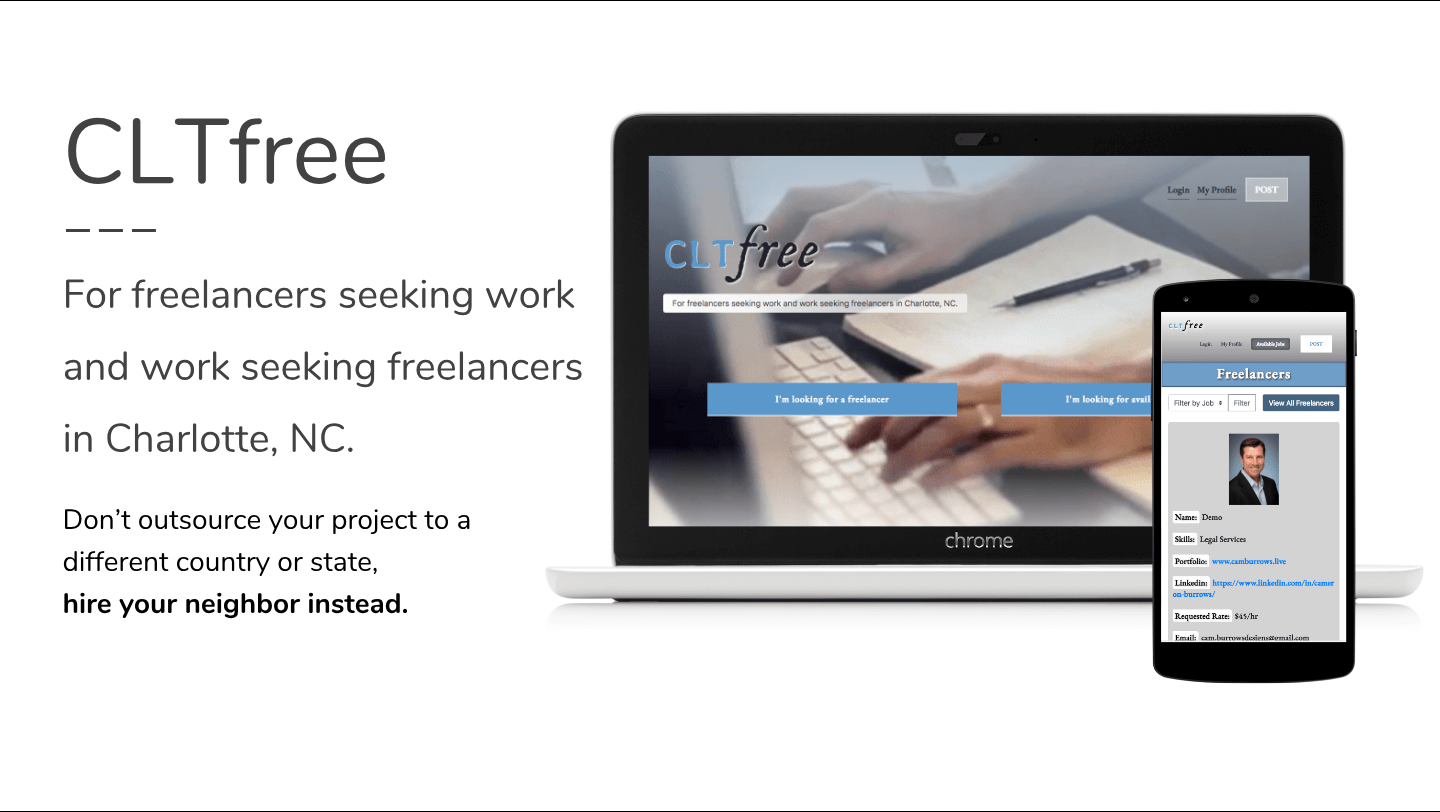 CLTfree
For freelancers seeking work
and work seeking freelancers
in Charlotte, NC.
Don’t outsource your project to a
different country or state,
hire your neighbor instead.
Login My Profile POST
CLTfree
For freelancers seeking work and work seeking freelancers in Charlotte, NC.
I'm looking for a freelancer
I'm looking for avail
chrome
CLTfree
Login My Profile Available Jobs POST
Freelancers
Filter by Job Filter View All Freelancers
Name: Demo
Skills: Legal Services
Portfolio: www.camburrows.live
Linkedin: https://www.linkedin.com/in/camer
on-burrows/
Requested Rate: $45/hr
Email: cam.burrowsdesigns@gmail.com